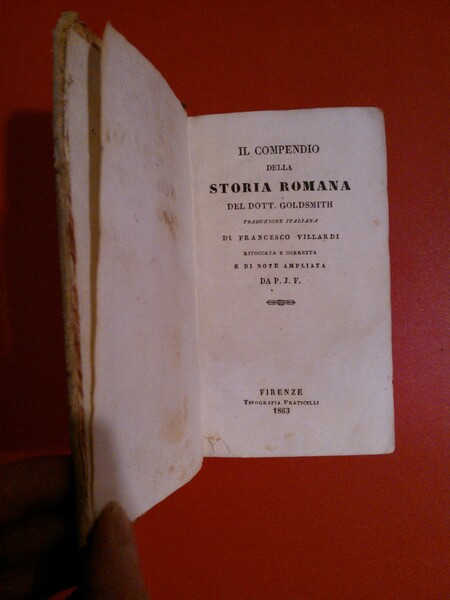 IL COMPENDIO
DELLA
STORIA ROMANA
DEL DOTT. GOLDSMITH
TRADUZIONE ITALIANA
DI FRANCESCO VILLARDI
RITOCCATA E CORRETTA
E DI NOTE AMPLIATA
DA P. J. F.
FIRENZE
TIPOGRAFIA FRATICELLI
1863